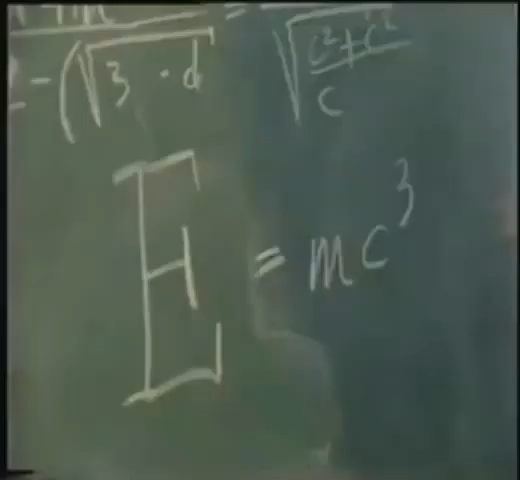 - (√3 · d
= √c²+c²/c
E = mc³